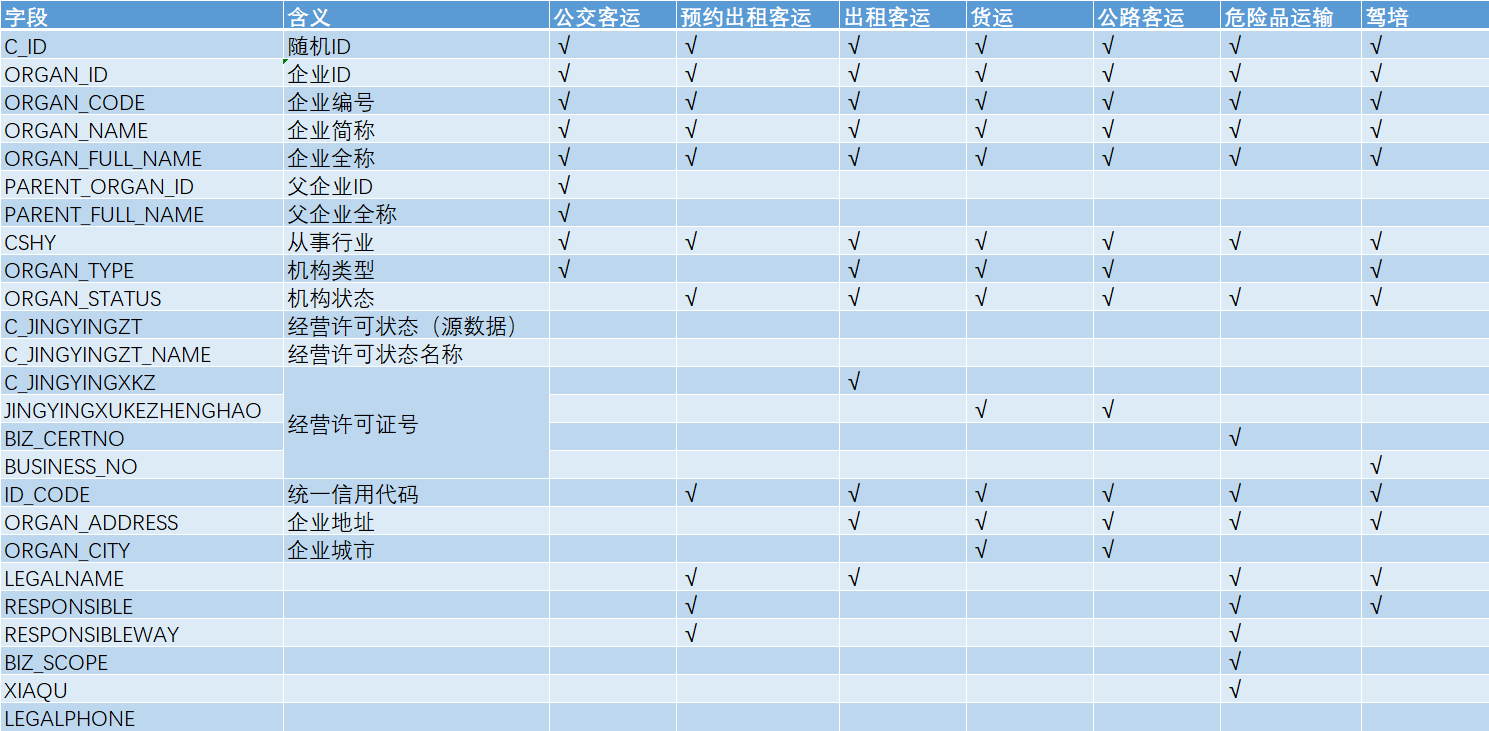 字段 含义 公交客运 预约出租客运 出租客运 货运 公路客运 危险品运输 驾培
C_ID 随机ID √ √ √ √ √ √ √
ORGAN_ID 企业ID √ √ √ √ √ √ √
ORGAN_CODE 企业编号 √ √ √ √ √ √ √
ORGAN_NAME 企业简称 √ √ √ √ √ √ √
ORGAN_FULL_NAME 企业全称 √ √ √ √ √ √ √
PARENT_ORGAN_ID 父企业ID √
PARENT_FULL_NAME 父企业全称 √
CSHY 从事行业 √ √ √ √ √ √ √
ORGAN_TYPE 机构类型 √ √ √ √ √
ORGAN_STATUS 机构状态 √ √ √ √ √ √
C_JINGYINGZT 经营许可状态（源数据）
C_JINGYINGZT_NAME 经营许可状态名称
C_JINGYINGXKZ √
JINGYINGXUKEZHENGHAO 经营许可证号 √ √
BIZ_CERTNO √
BUSINESS_NO √
ID_CODE 统一信用代码 √ √ √ √ √ √
ORGAN_ADDRESS 企业地址 √ √ √ √ √
ORGAN_CITY 企业城市 √ √
LEGALNAME √ √ √ √
RESPONSIBLE √ √ √
RESPONSIBLEWAY √ √
BIZ_SCOPE √
XIAQU √
LEGALPHONE